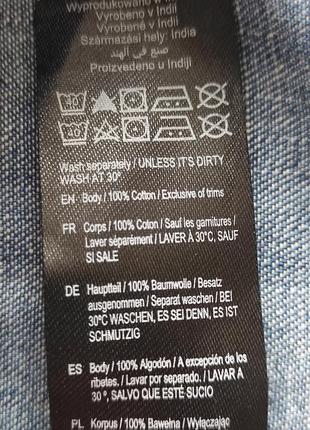 Wyprodukowano w
Vyrobeno v Indii
Vyrobené v Indii
Származási hely: India
صنع في الهند
Proizvedeno u Indiji
Wash separately / UNLESS IT'S DIRTY
WASH AT 30°
EN Body / 100% Cotton / Exclusive of trims
FR Corps / 100% Coton / Sauf les garnitures /
Laver séparément / LAVER À 30°C, SAUF
SI SALE
DE Hauptteil / 100% Baumwolle / Besatz
ausgenommen / Separat waschen / BEI
30°C WASCHEN, ES SEI DENN, ES IST
SCHMUTZIG
ES Body / 100% Algodón / A excepción de los
ribetes. / Lavar por separado. / LAVAR A
30 °, SALVO QUE ESTÉ SUCIO
PL Korpus / 100% Bawełna / Wyłączając